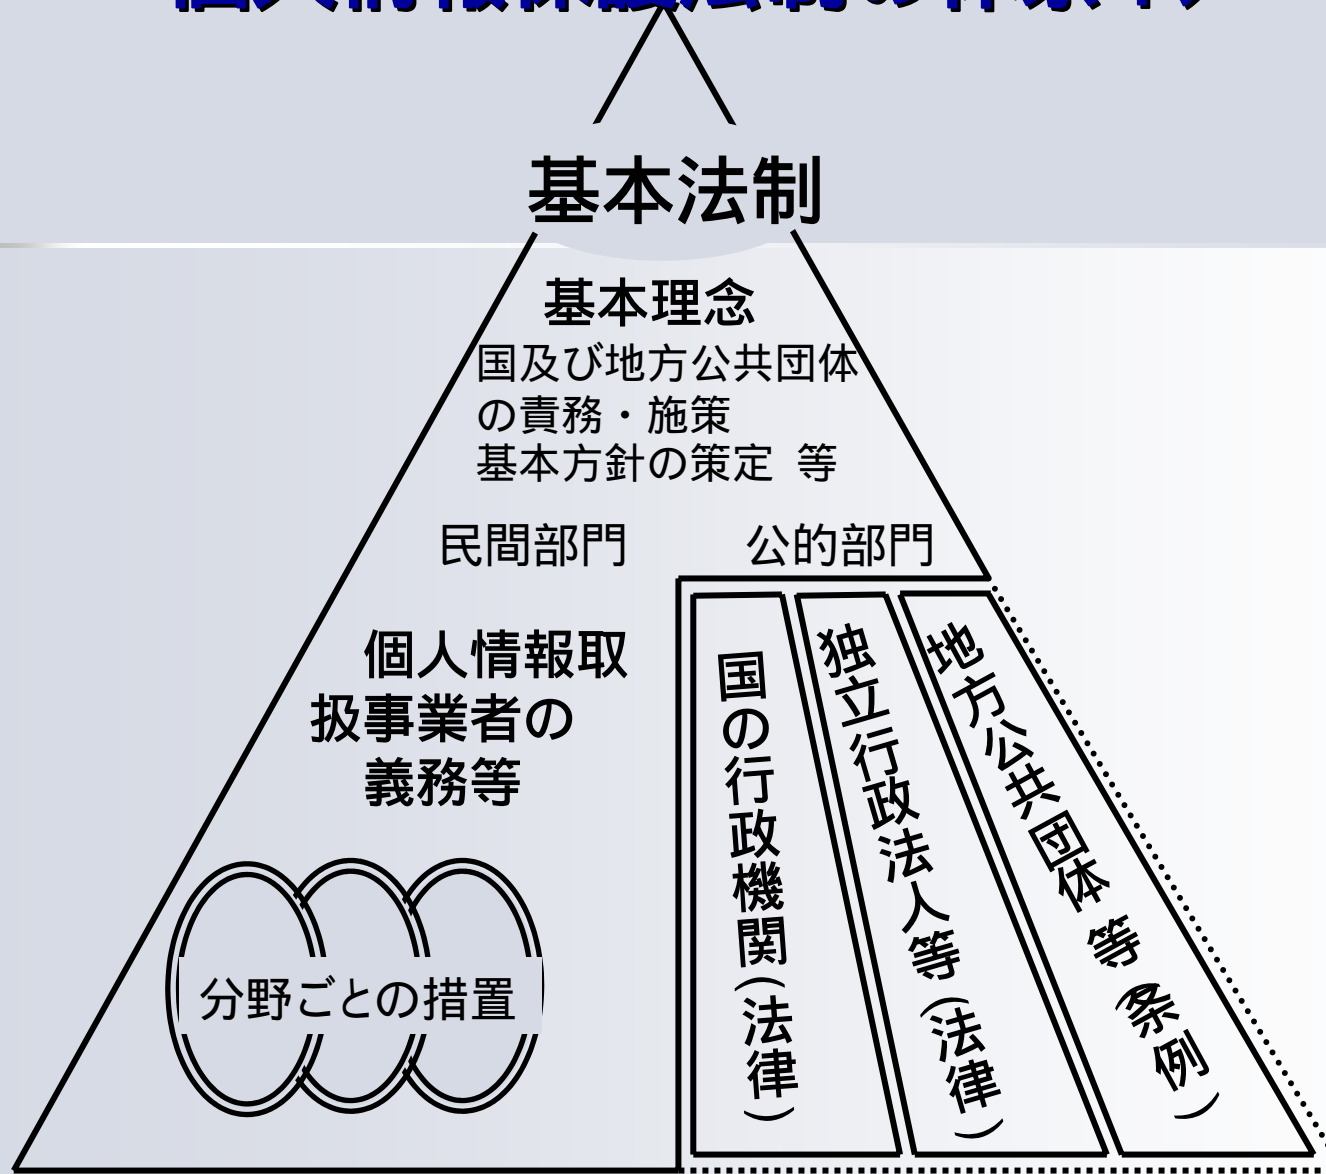 基本法制
基本理念
国及び地方公共団体
の責務・施策
基本方針の策定 等
民間部門
公的部門
個人情報取
扱事業者の
義務等
分野ごとの措置
国の行政機関(法律)
独立行政法人等(法律)
地方公共団体 等(条例)